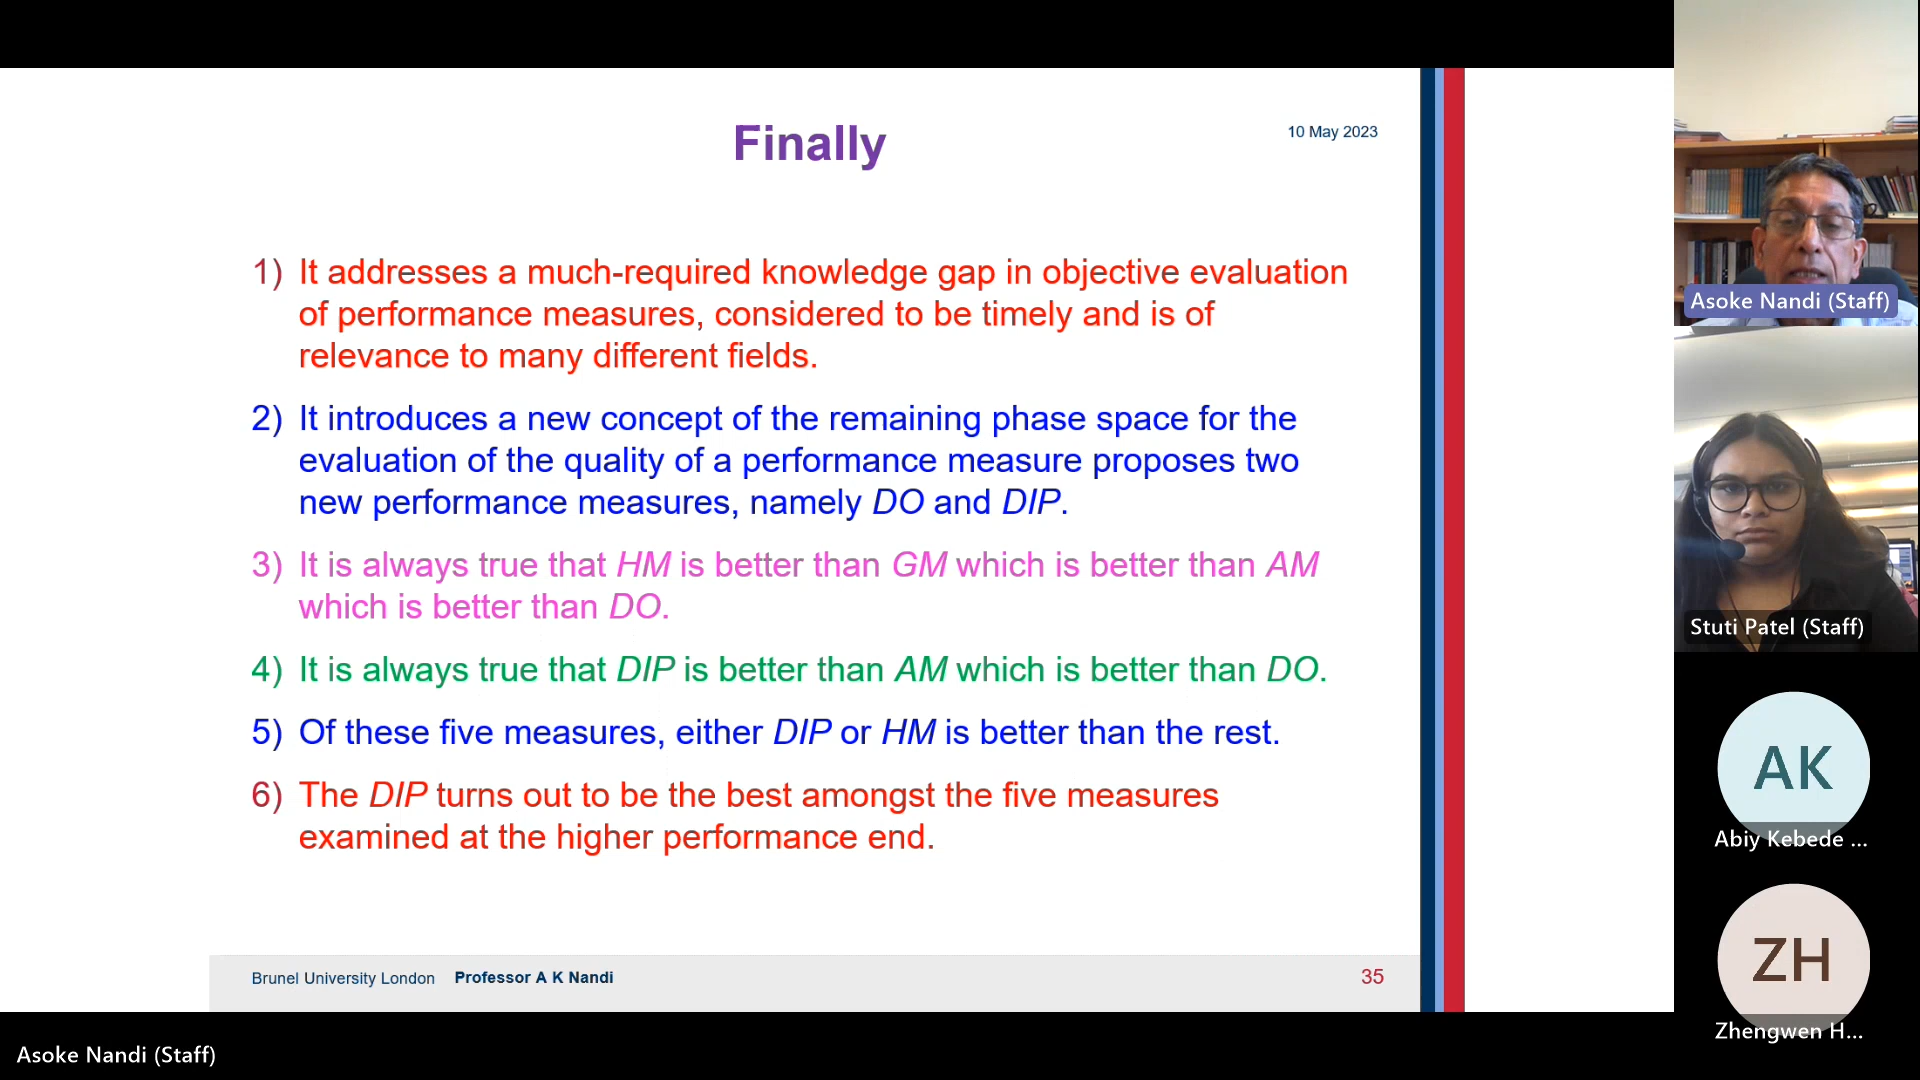 Finally
10 May 2023
1) It addresses a much-required knowledge gap in objective evaluation
of performance measures, considered to be timely and is of
relevance to many different fields.
2) It introduces a new concept of the remaining phase space for the
evaluation of the quality of a performance measure proposes two
new performance measures, namely DO and DIP.
3) It is always true that HM is better than GM which is better than AM
which is better than DO.
4) It is always true that DIP is better than AM which is better than DO.
5) Of these five measures, either DIP or HM is better than the rest.
6) The DIP turns out to be the best amongst the five measures
examined at the higher performance end.
Brunel University London Professor A K Nandi
35
Asoke Nandi (Staff)
Stuti Patel (Staff)
AK
Abiy Kebede ...
ZH
Zhengwen H...
Asoke Nandi (Staff)